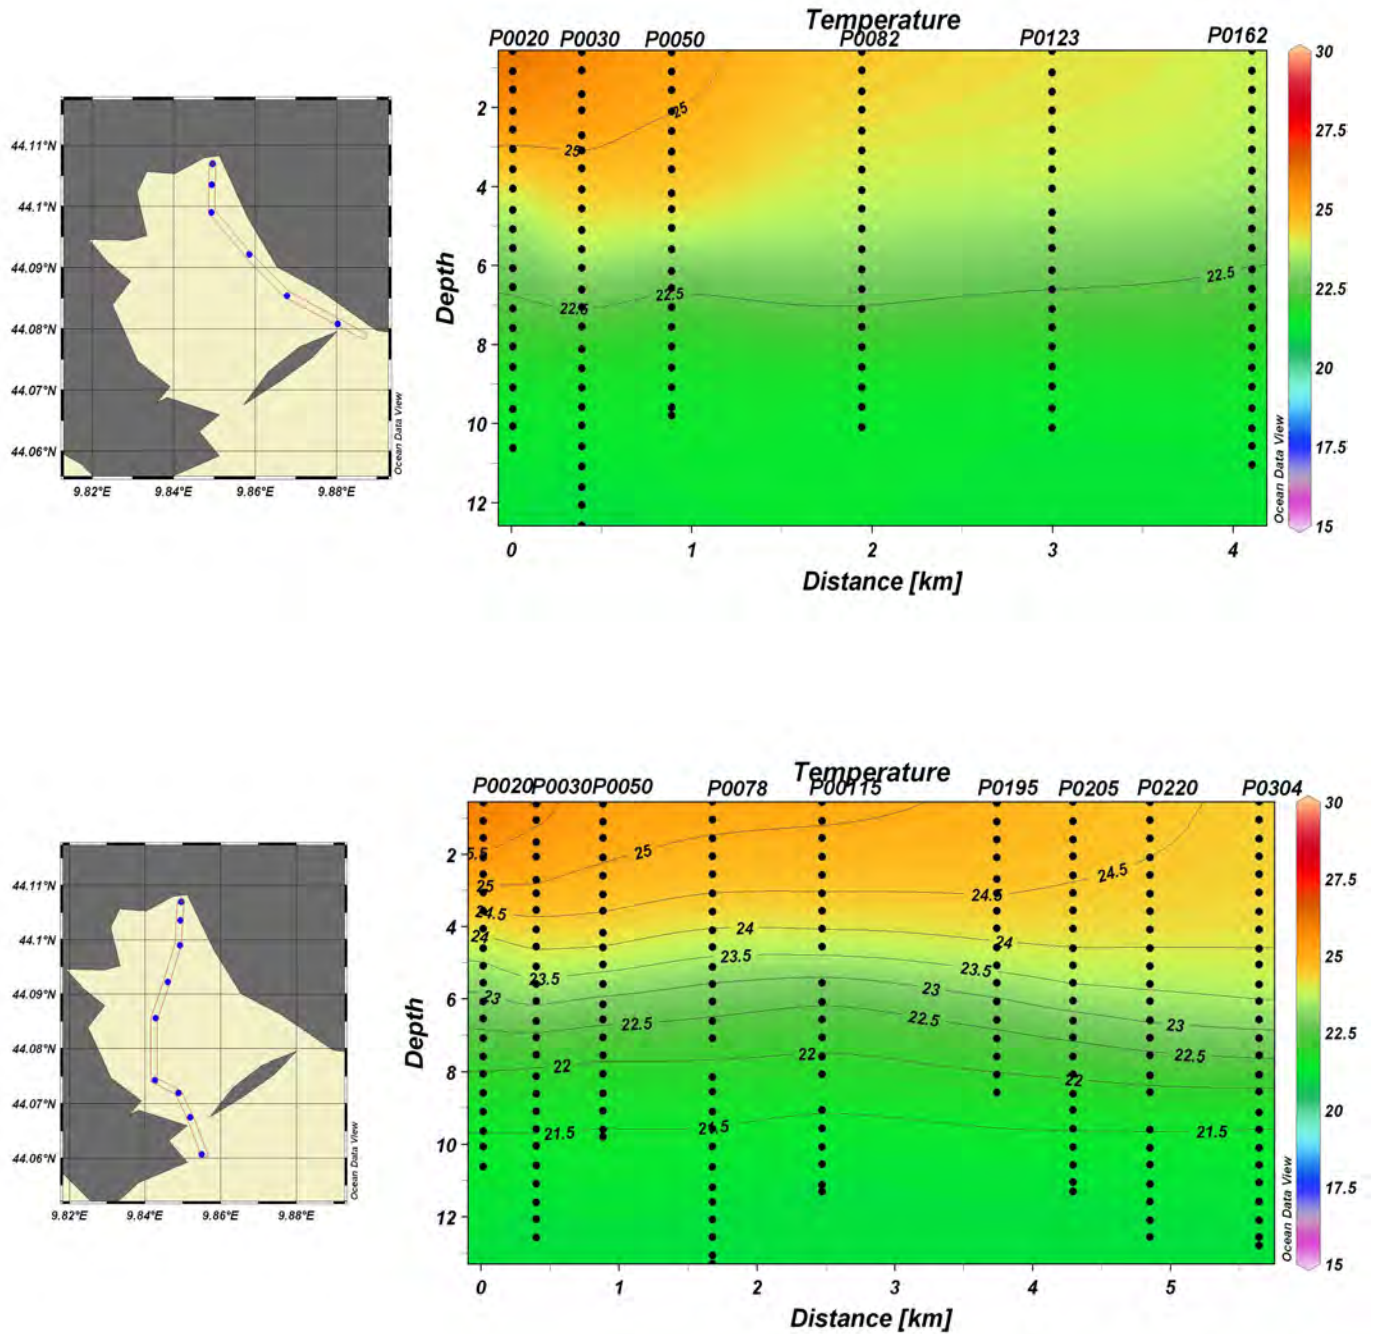 Temperature
P0020 P0030 P0050 P0082 P0123 P0162
30
27.5
25
22.5
20
17.5
15
2
4
6
8
10
12
Depth
25
25
22.5
22.5
22.5
0 1 2 3 4
Distance [km]
Ocean Data View
44.11°N
44.1°N
44.09°N
44.08°N
44.07°N
44.06°N
9.82°E 9.84°E 9.86°E 9.88°E
Ocean Data View
Temperature
P0020 P0030 P0050 P0078 P00115 P0195 P0205 P0220 P0304
30
27.5
25
22.5
20
17.5
15
2
4
6
8
10
12
Depth
5.5
25
25
24.5
24.5
24.5
24
24
24
23.5
23.5
23.5
23
23
23
22.5
22.5
22.5
22
22
22
21.5
21.5
21.5
0 1 2 3 4 5
Distance [km]
Ocean Data View
44.11°N
44.1°N
44.09°N
44.08°N
44.07°N
44.06°N
9.82°E 9.84°E 9.86°E 9.88°E
Ocean Data View